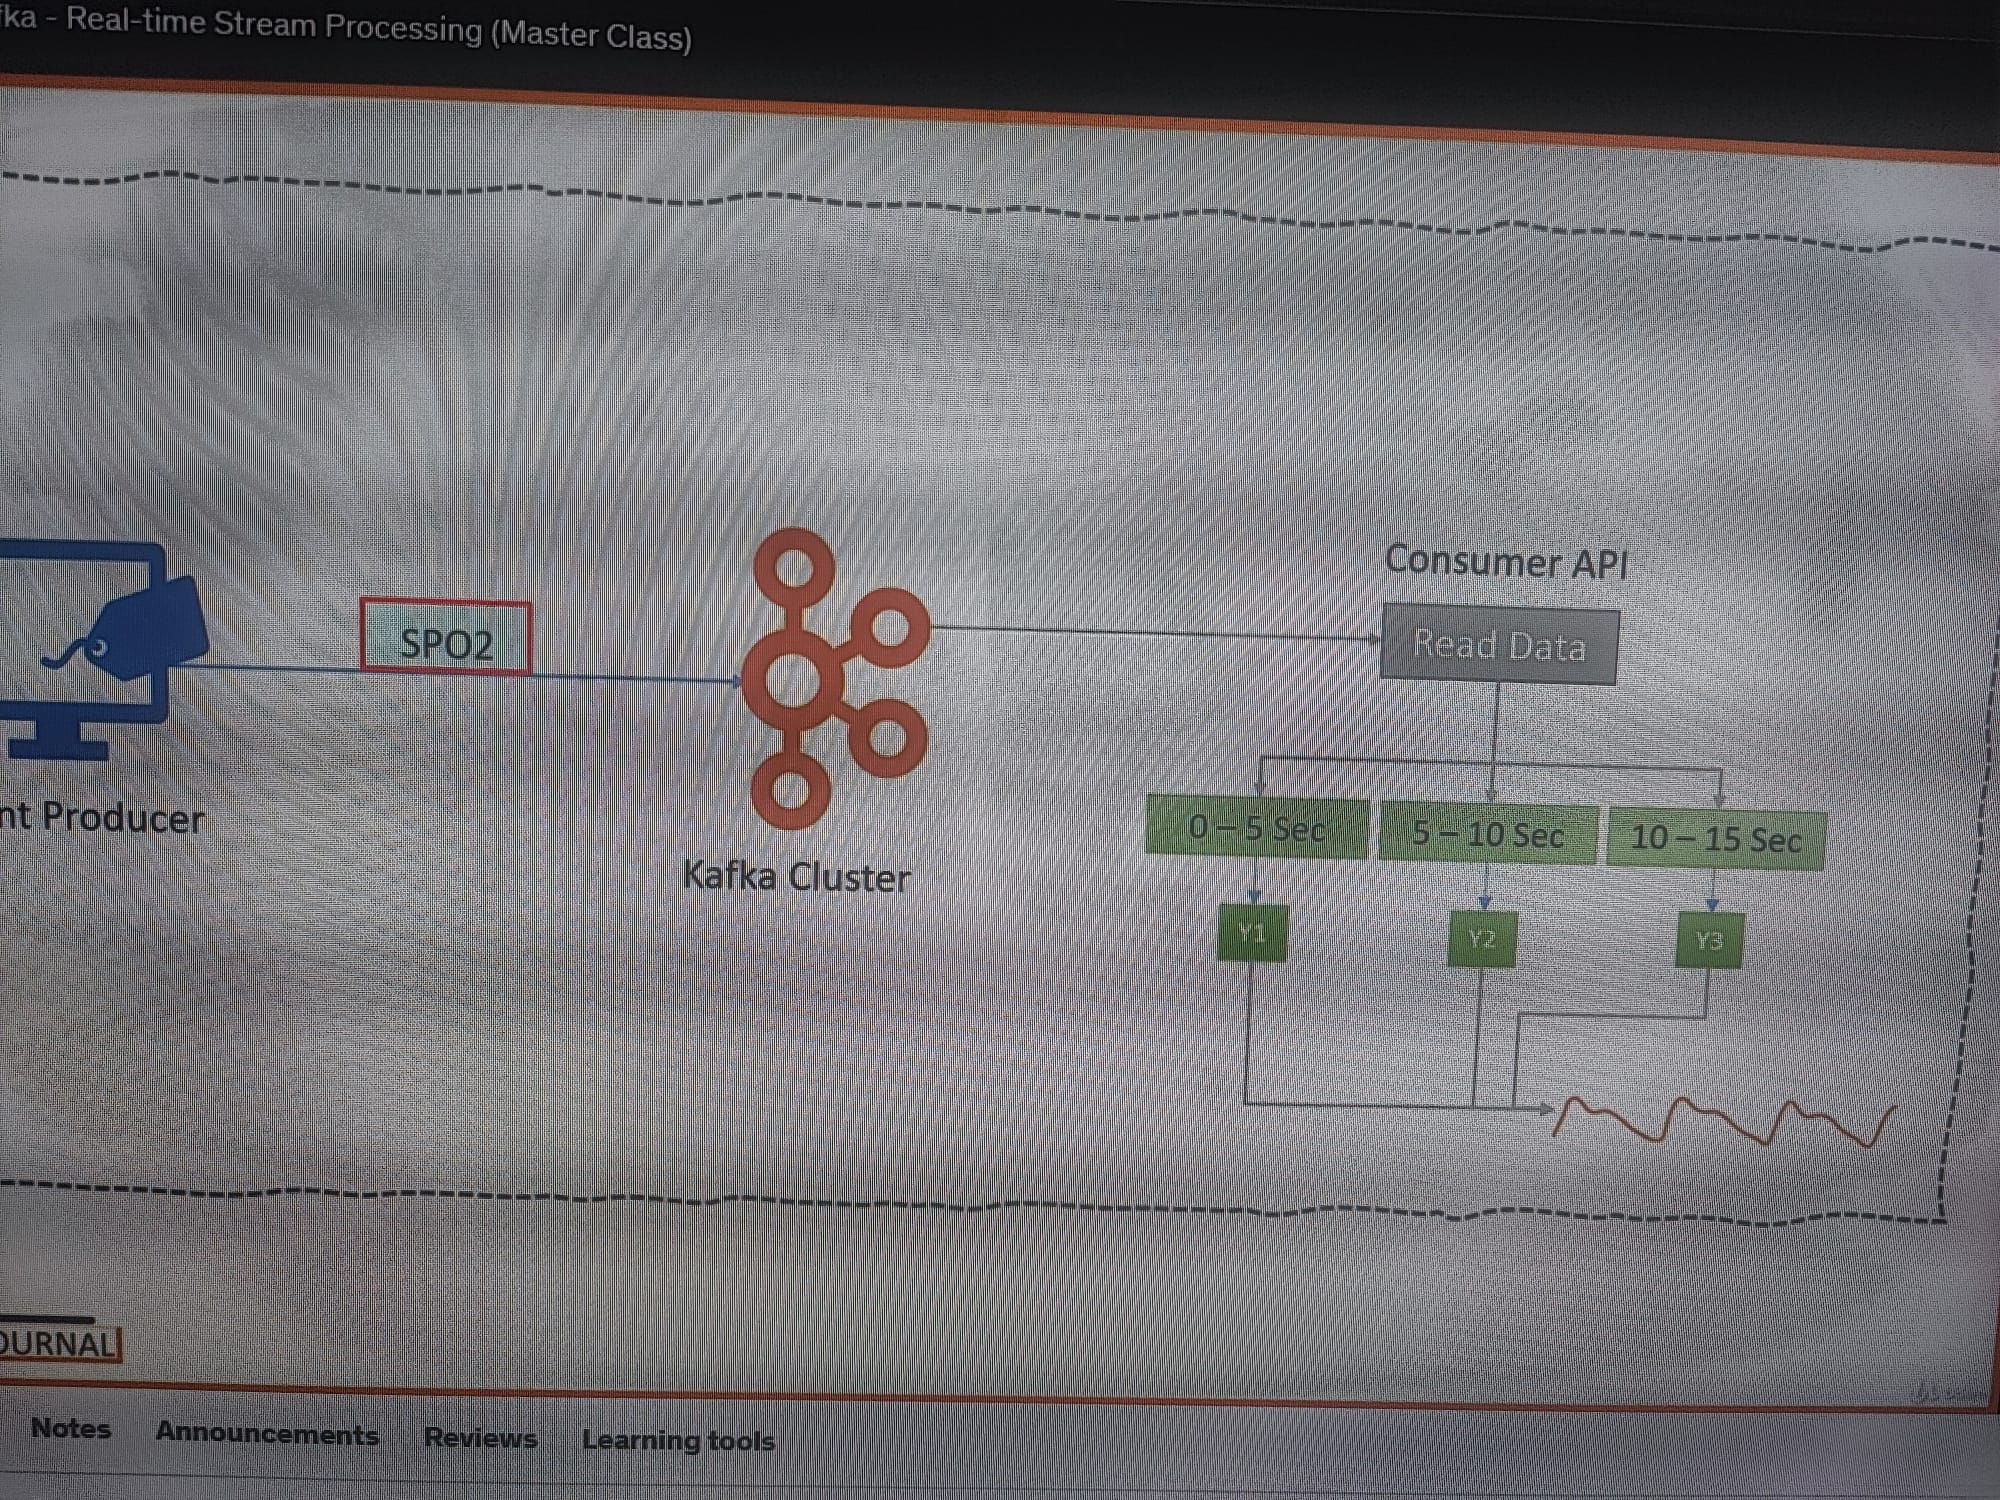 ka - Real-time Stream Processing (Master Class)
Consumer API
SPO2
Read Data
nt Producer
0 – 5 Sec
5 – 10 Sec
10 – 15 Sec
Kafka Cluster
Y1
Y2
Y3
OURNAL
Notes
Announcements
Reviews
Learning tools